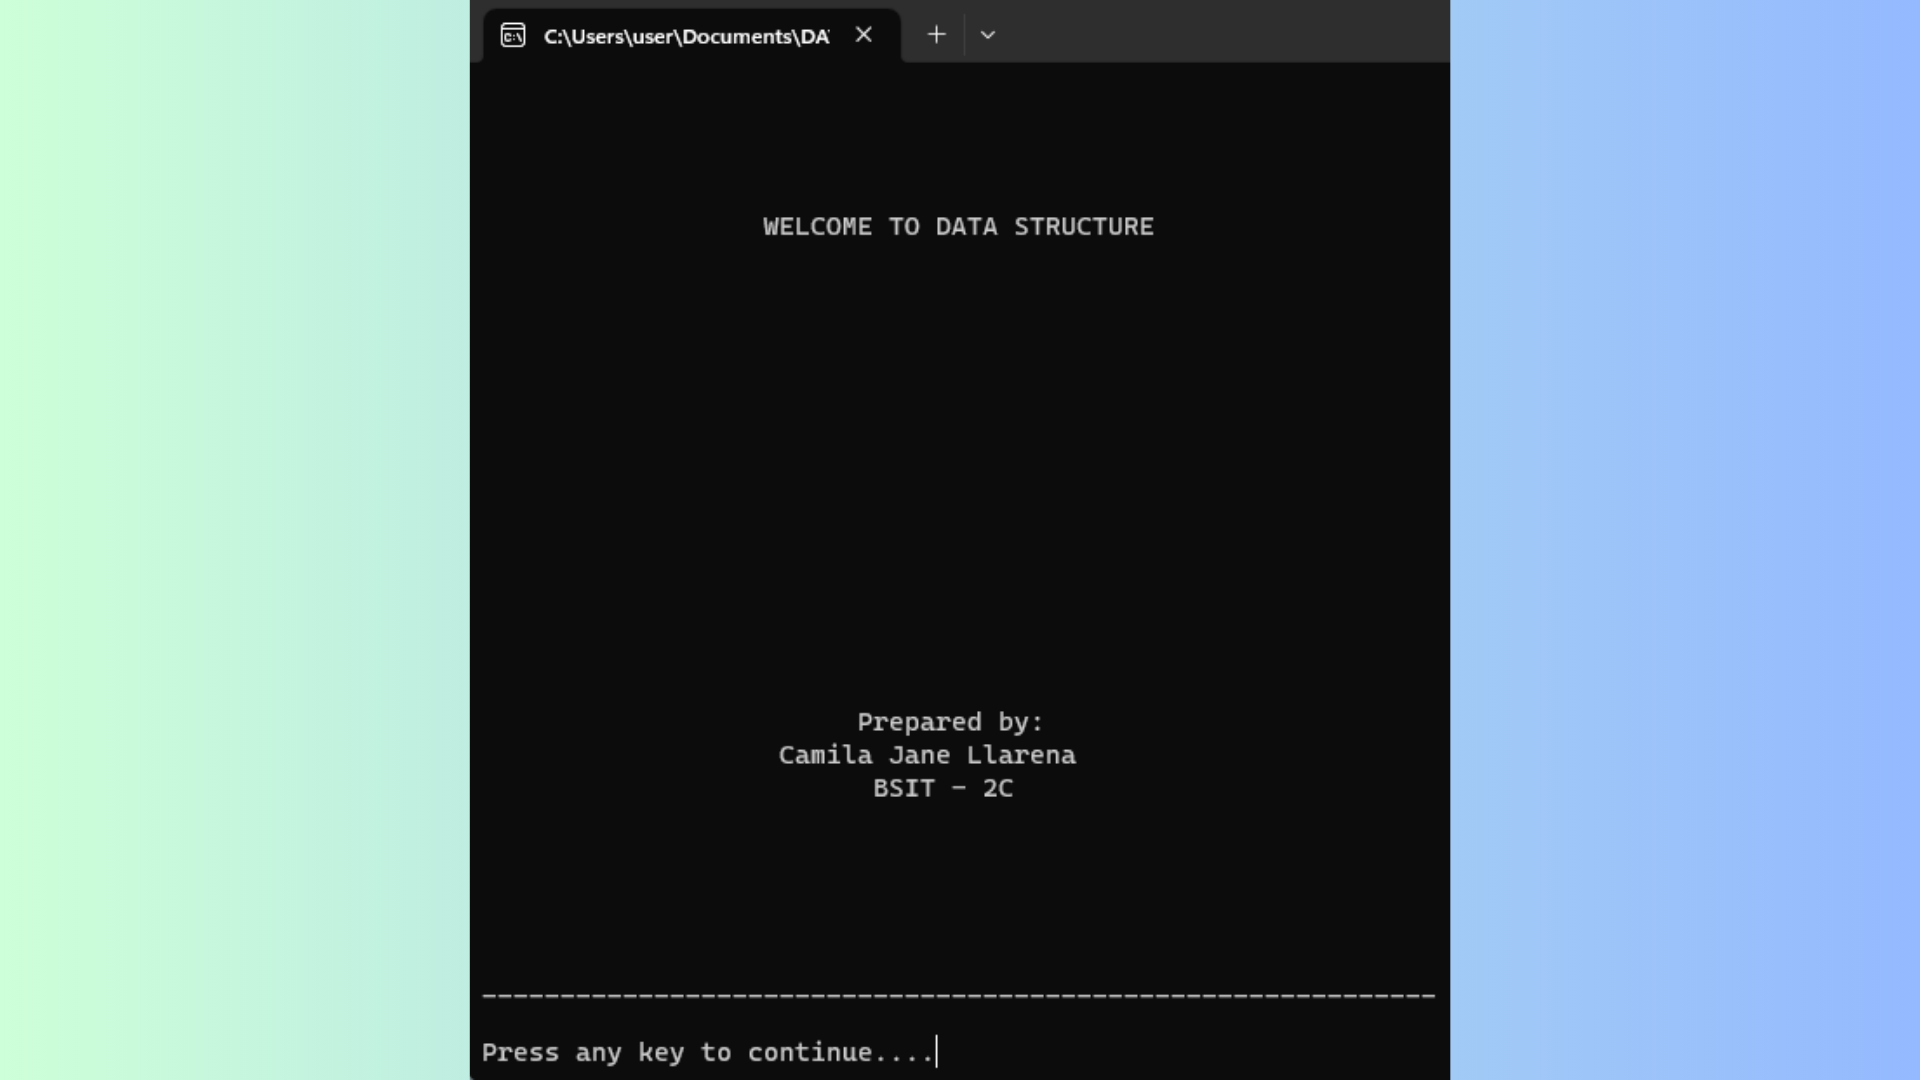 C:\Users\user\Documents\DA
WELCOME TO DATA STRUCTURE
Prepared by:
Camila Jane Llarena
BSIT - 2C
-------------------------------------------------------------
Press any key to continue....